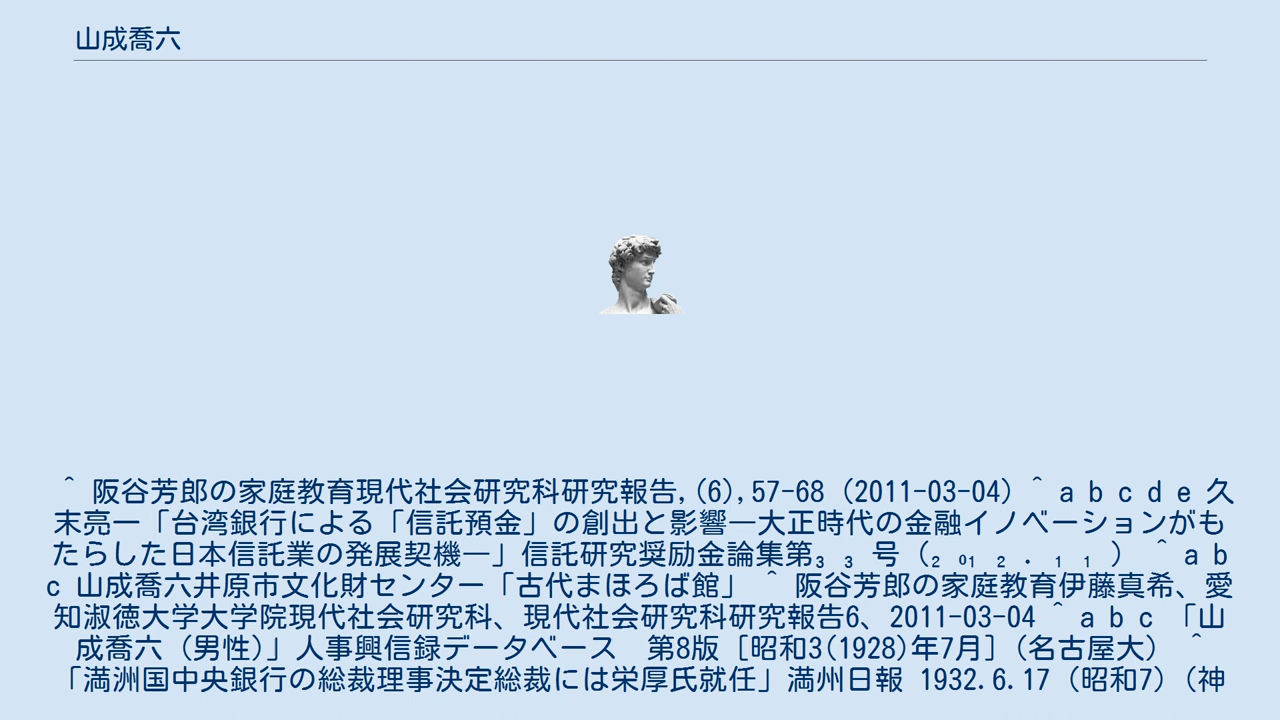 山成喬六
^ 阪谷芳郎の家庭教育現代社会研究科研究報告,(6),57-68 (2011-03-04) ^ a b c d e 久
末亮一「台湾銀行による「信託預金」の創出と影響―大正時代の金融イノベーションがも
たらした日本信託業の発展契機―」信託研究奨励金論集第₃ ₃ 号（₂ ₀₁ ₂ . ₁ ₁ ） ^ a b
c 山成喬六井原市文化財センター「古代まほろば館」 ^ 阪谷芳郎の家庭教育伊藤真希、愛
知淑徳大学大学院現代社会研究科、現代社会研究科研究報告6、2011-03-04 ^ a b c 「山
成喬六 (男性)」人事興信録データベース　第8版 [昭和3(1928)年7月]（名古屋大） ^
「満洲国中央銀行の総裁理事決定総裁には栄厚氏就任」満州日報 1932.6.17 (昭和7)（神